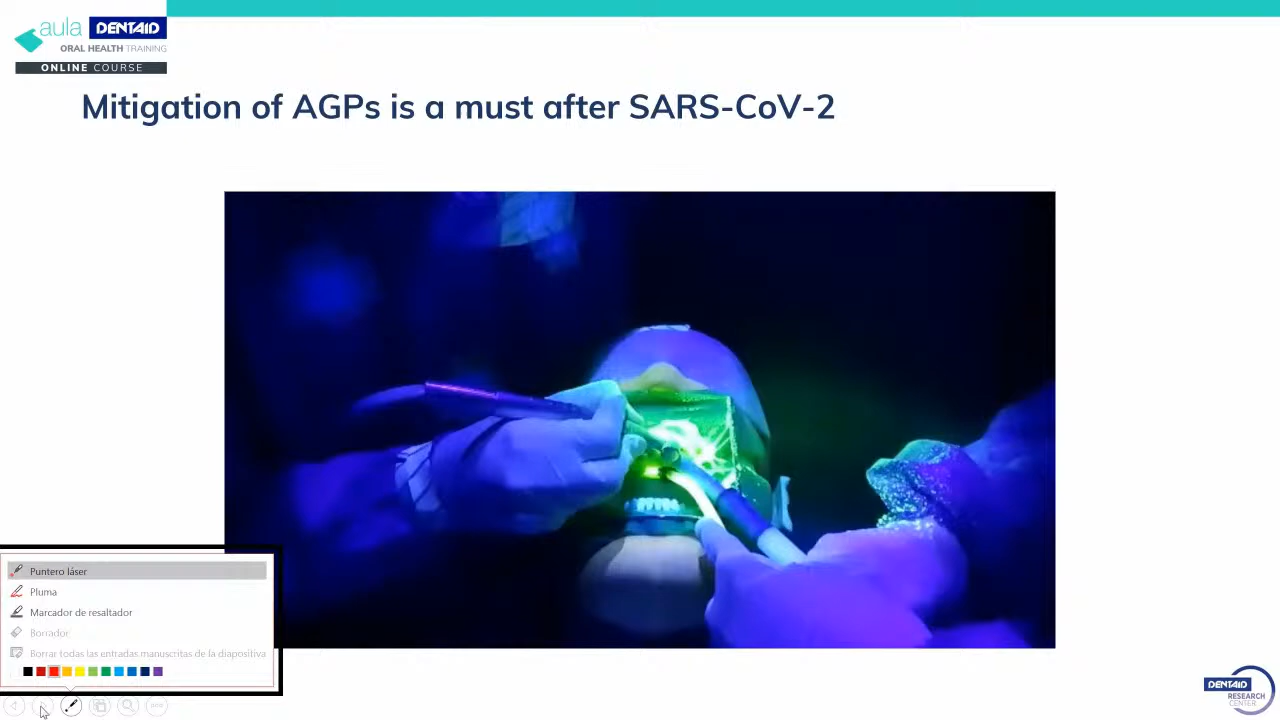 aula DENTAID
ORAL HEALTH TRAINING
ONLINE COURSE
Mitigation of AGPs is a must after SARS-CoV-2
Puntero láser
Pluma
Marcador de resaltador
Borrador
Borrar todas las entradas manuscritas de la diapositiva
DENTAID
RESEARCH
CENTER